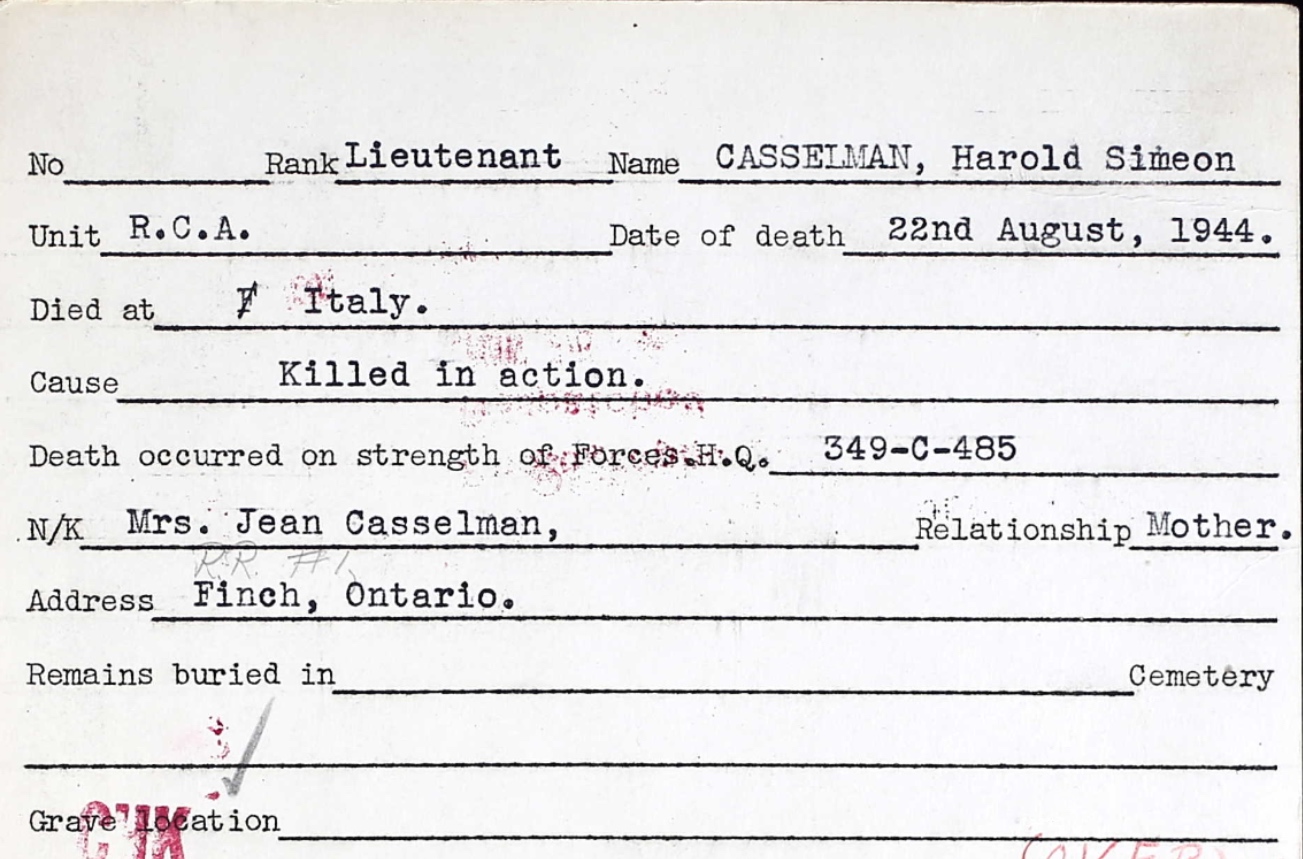 No Rank Lieutenant Name CASSELMAN, Harold Simeon
Unit R.C.A. Date of death 22nd August, 1944.
Died at Italy.
Cause Killed in action.
Death occurred on strength of Forces.H.Q. 349-C-485
N/K Mrs. Jean Casselman, Relationship Mother.
R.R. #1,
Address Finch, Ontario.
Remains buried in Cemetery
Grave location
(OVER)